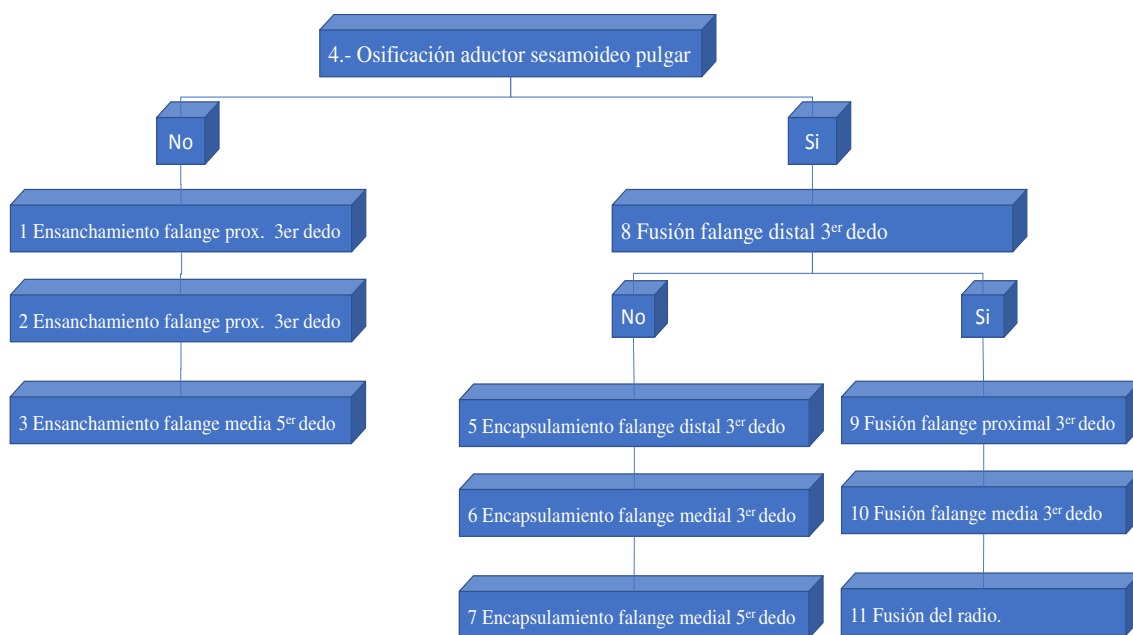 4.- Osificación aductor sesamoideo pulgar
No
Si
1 Ensanchamiento falange prox. 3er dedo
8 Fusión falange distal 3er dedo
2 Ensanchamiento falange prox. 3er dedo
No
Si
3 Ensanchamiento falange media 5er dedo
5 Encapsulamiento falange distal 3er dedo
9 Fusión falange proximal 3er dedo
6 Encapsulamiento falange medial 3er dedo
10 Fusión falange media 3er dedo
7 Encapsulamiento falange medial 5er dedo
11 Fusión del radio.